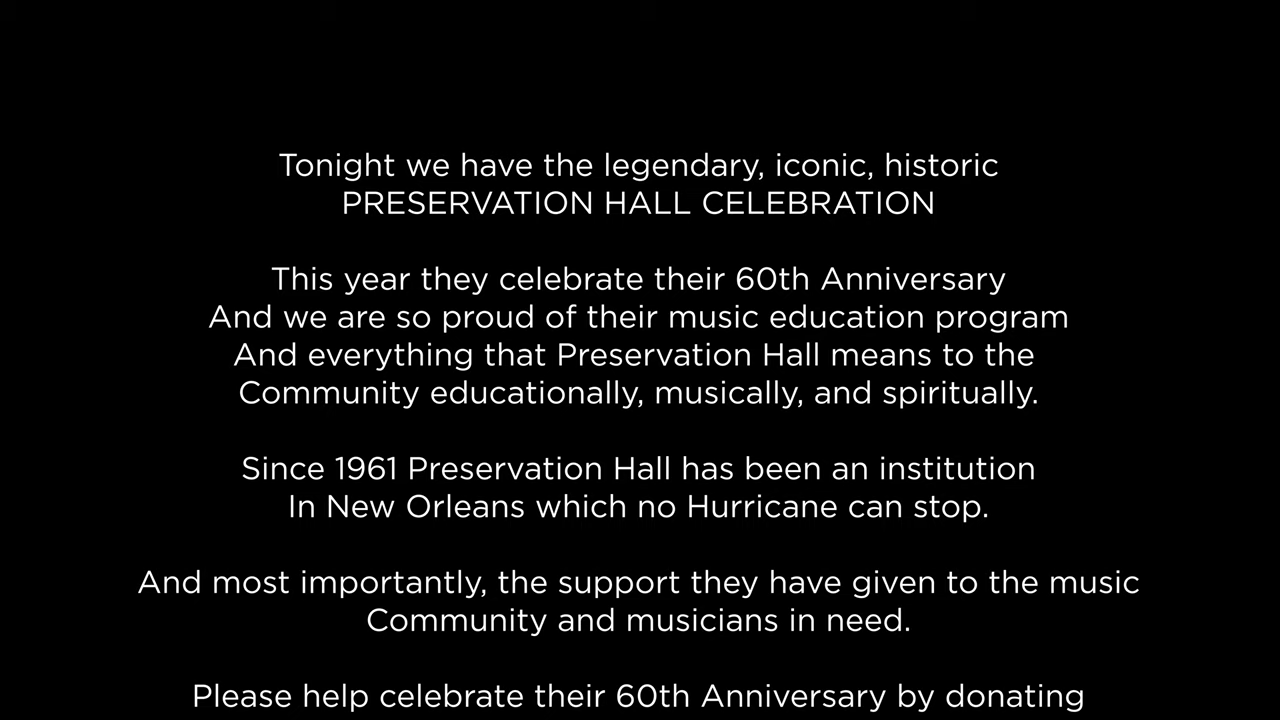 Tonight we have the legendary, iconic, historic
PRESERVATION HALL CELEBRATION
This year they celebrate their 60th Anniversary
And we are so proud of their music education program
And everything that Preservation Hall means to the
Community educationally, musically, and spiritually.
Since 1961 Preservation Hall has been an institution
In New Orleans which no Hurricane can stop.
And most importantly, the support they have given to the music
Community and musicians in need.
Please help celebrate their 60th Anniversary by donating